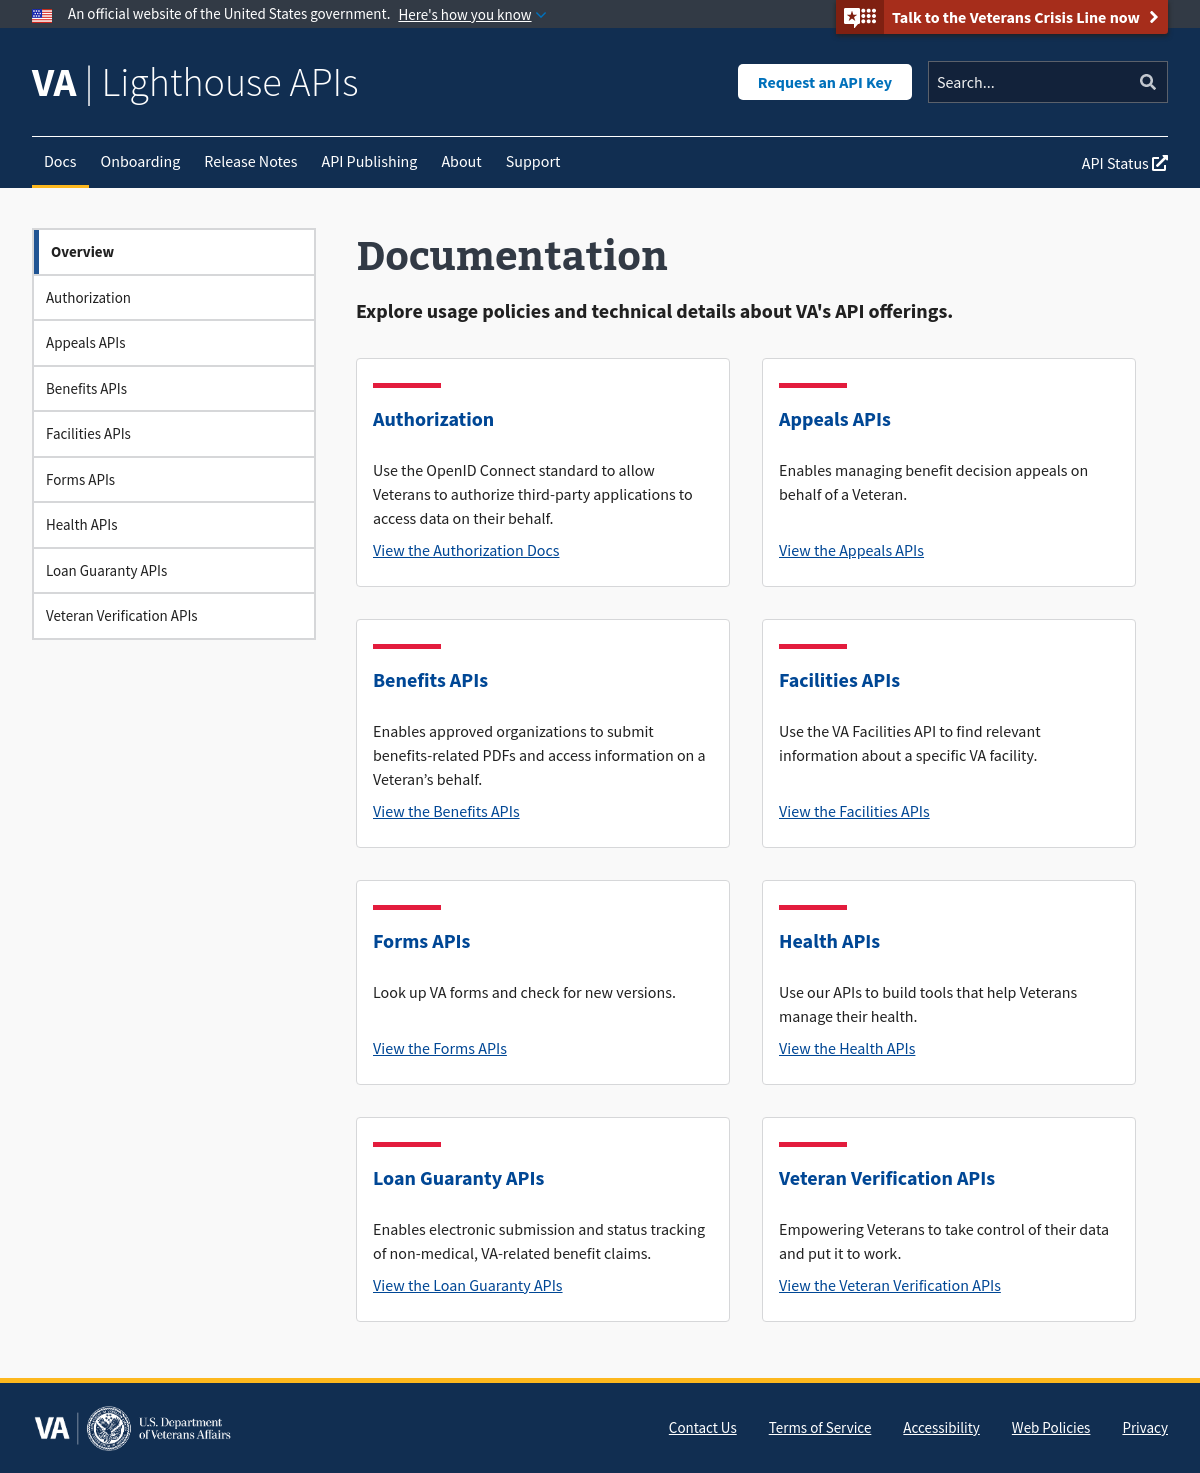 An official website of the United States government. Here's how you know
Talk to the Veterans Crisis Line now
VA | Lighthouse APIs
Request an API Key
Search...
Docs Onboarding Release Notes API Publishing About Support
API Status
Overview
Authorization
Appeals APIs
Benefits APIs
Facilities APIs
Forms APIs
Health APIs
Loan Guaranty APIs
Veteran Verification APIs
Documentation
Explore usage policies and technical details about VA's API offerings.
Authorization
Use the OpenID Connect standard to allow
Veterans to authorize third-party applications to
access data on their behalf.
View the Authorization Docs
Appeals APIs
Enables managing benefit decision appeals on
behalf of a Veteran.
View the Appeals APIs
Benefits APIs
Enables approved organizations to submit
benefits-related PDFs and access information on a
Veteran’s behalf.
View the Benefits APIs
Facilities APIs
Use the VA Facilities API to find relevant
information about a specific VA facility.
View the Facilities APIs
Forms APIs
Look up VA forms and check for new versions.
View the Forms APIs
Health APIs
Use our APIs to build tools that help Veterans
manage their health.
View the Health APIs
Loan Guaranty APIs
Enables electronic submission and status tracking
of non-medical, VA-related benefit claims.
View the Loan Guaranty APIs
Veteran Verification APIs
Empowering Veterans to take control of their data
and put it to work.
View the Veteran Verification APIs
VA
U.S. Department
of Veterans Affairs
Contact Us Terms of Service Accessibility Web Policies Privacy